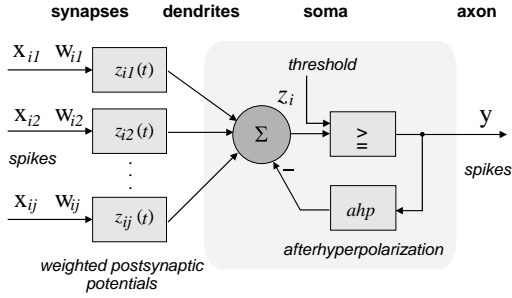 synapses dendrites soma axon
x_{i1} w_{i1} z_{i1}(t)
threshold
z_i
x_{i2} w_{i2} z_{i2}(t) Σ ≥ = y
spikes
spikes
−
x_{ij} w_{ij} z_{ij}(t)
ahp
afterhyperpolarization
weighted postsynaptic
potentials